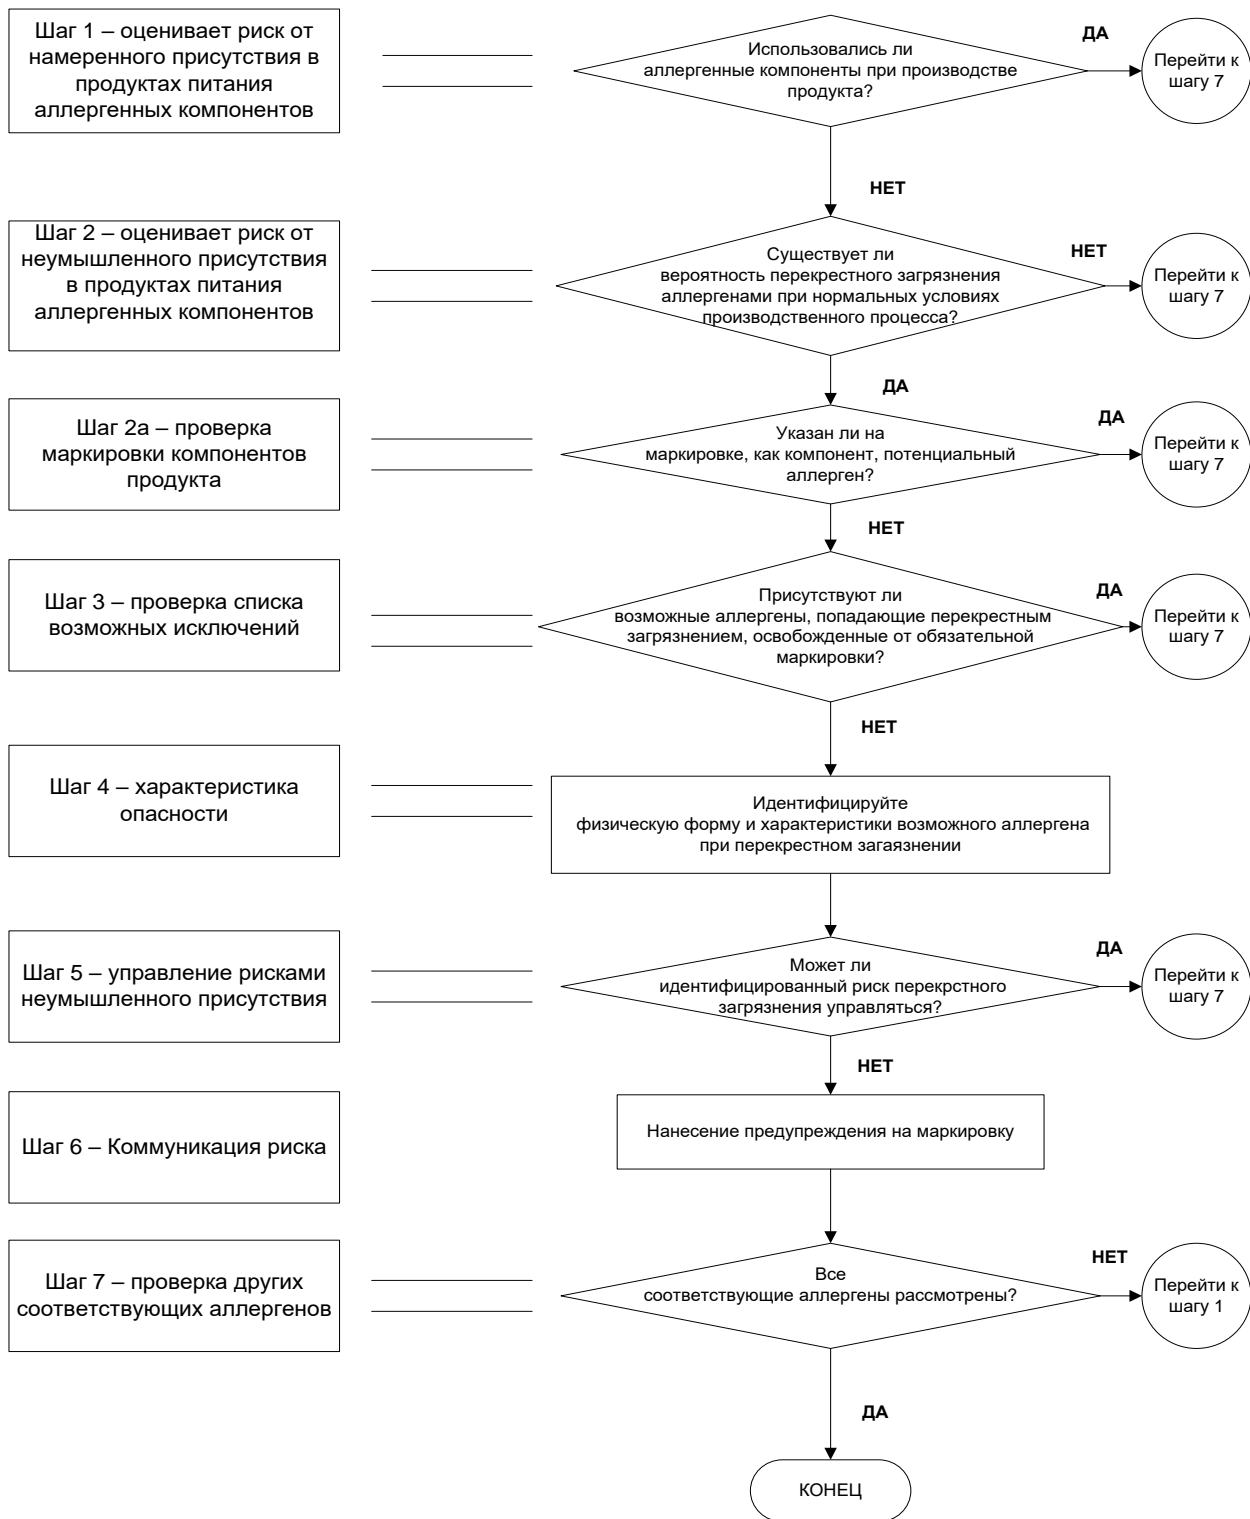 Шаг 1 – оценивает риск от
намеренного присутствия в
продуктах питания
аллергенных компонентов
Использовались ли
аллергенные компоненты при производстве
продукта?
ДА
Перейти к
шагу 7
НЕТ
Шаг 2 – оценивает риск от
неумышленного присутствия
в продуктах питания
аллергенных компонентов
Существует ли
вероятность перекрестного загрязнения
аллергенами при нормальных условиях
производственного процесса?
НЕТ
Перейти к
шагу 7
ДА
Шаг 2а – проверка
маркировки компонентов
продукта
Указан ли на
маркировке, как компонент, потенциальный
аллерген?
ДА
Перейти к
шагу 7
НЕТ
Шаг 3 – проверка списка
возможных исключений
Присутствуют ли
возможные аллергены, попадающие перекрестным
загрязнением, освобожденные от обязательной
маркировки?
ДА
Перейти к
шагу 7
НЕТ
Шаг 4 – характеристика
опасности
Идентифицируйте
физическую форму и характеристики возможного аллергена
при перекрестном загаязнении
Шаг 5 – управление рисками
неумышленного присутствия
Может ли
идентифицированный риск перекрстного
загрязнения управляться?
ДА
Перейти к
шагу 7
НЕТ
Шаг 6 – Коммуникация риска
Нанесение предупреждения на маркировку
Шаг 7 – проверка других
соответствующих аллергенов
Все
соответствующие аллергены рассмотрены?
НЕТ
Перейти к
шагу 1
ДА
КОНЕЦ